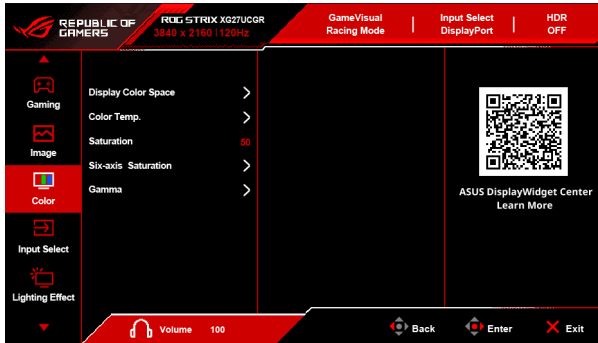 REPUBLIC OF
GAMERS
ROG STRIX XG27UCGR
3840 x 2160 | 120Hz
GameVisual
Racing Mode
Input Select
DisplayPort
HDR
OFF
Gaming
Image
Color
Input Select
Lighting Effect
Display Color Space
Color Temp.
Saturation 50
Six-axis Saturation
Gamma
ASUS DisplayWidget Center
Learn More
Volume 100
Back
Enter
Exit